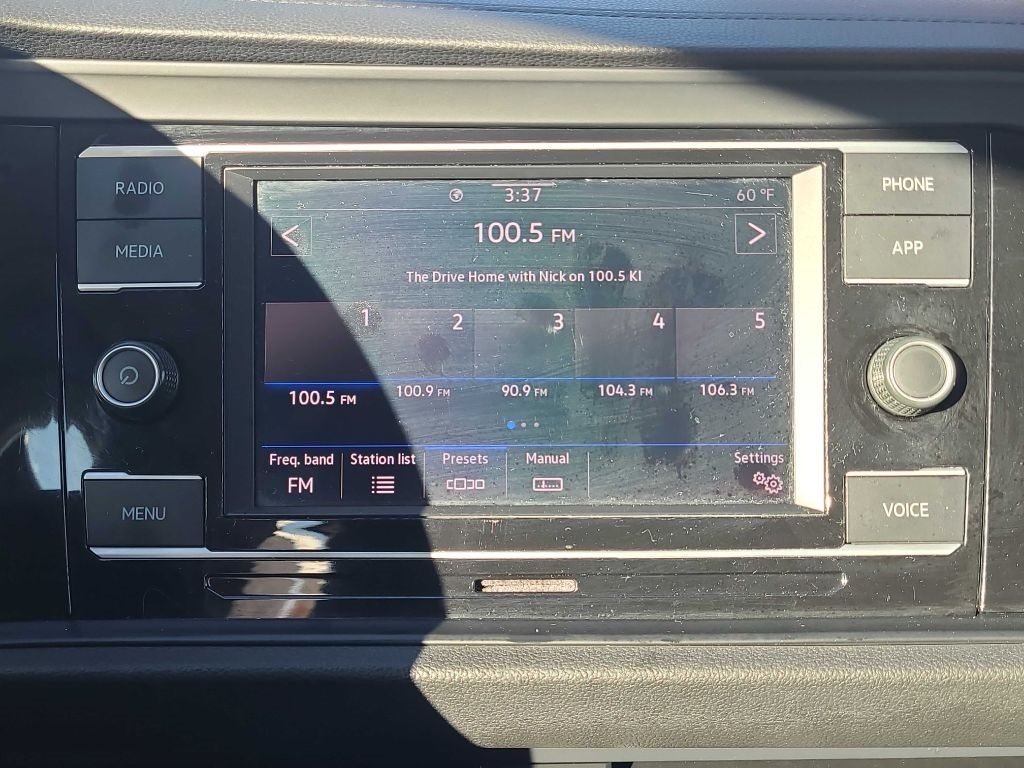 RADIO
MEDIA
MENU
3:37
60 °F
<
100.5 FM
>
The Drive Home with Nick on 100.5 KI
1
2
3
4
5
100.5 FM
100.9 FM
90.9 FM
104.3 FM
106.3 FM
Freq. band
FM
Station list
Presets
Manual
Settings
PHONE
APP
VOICE